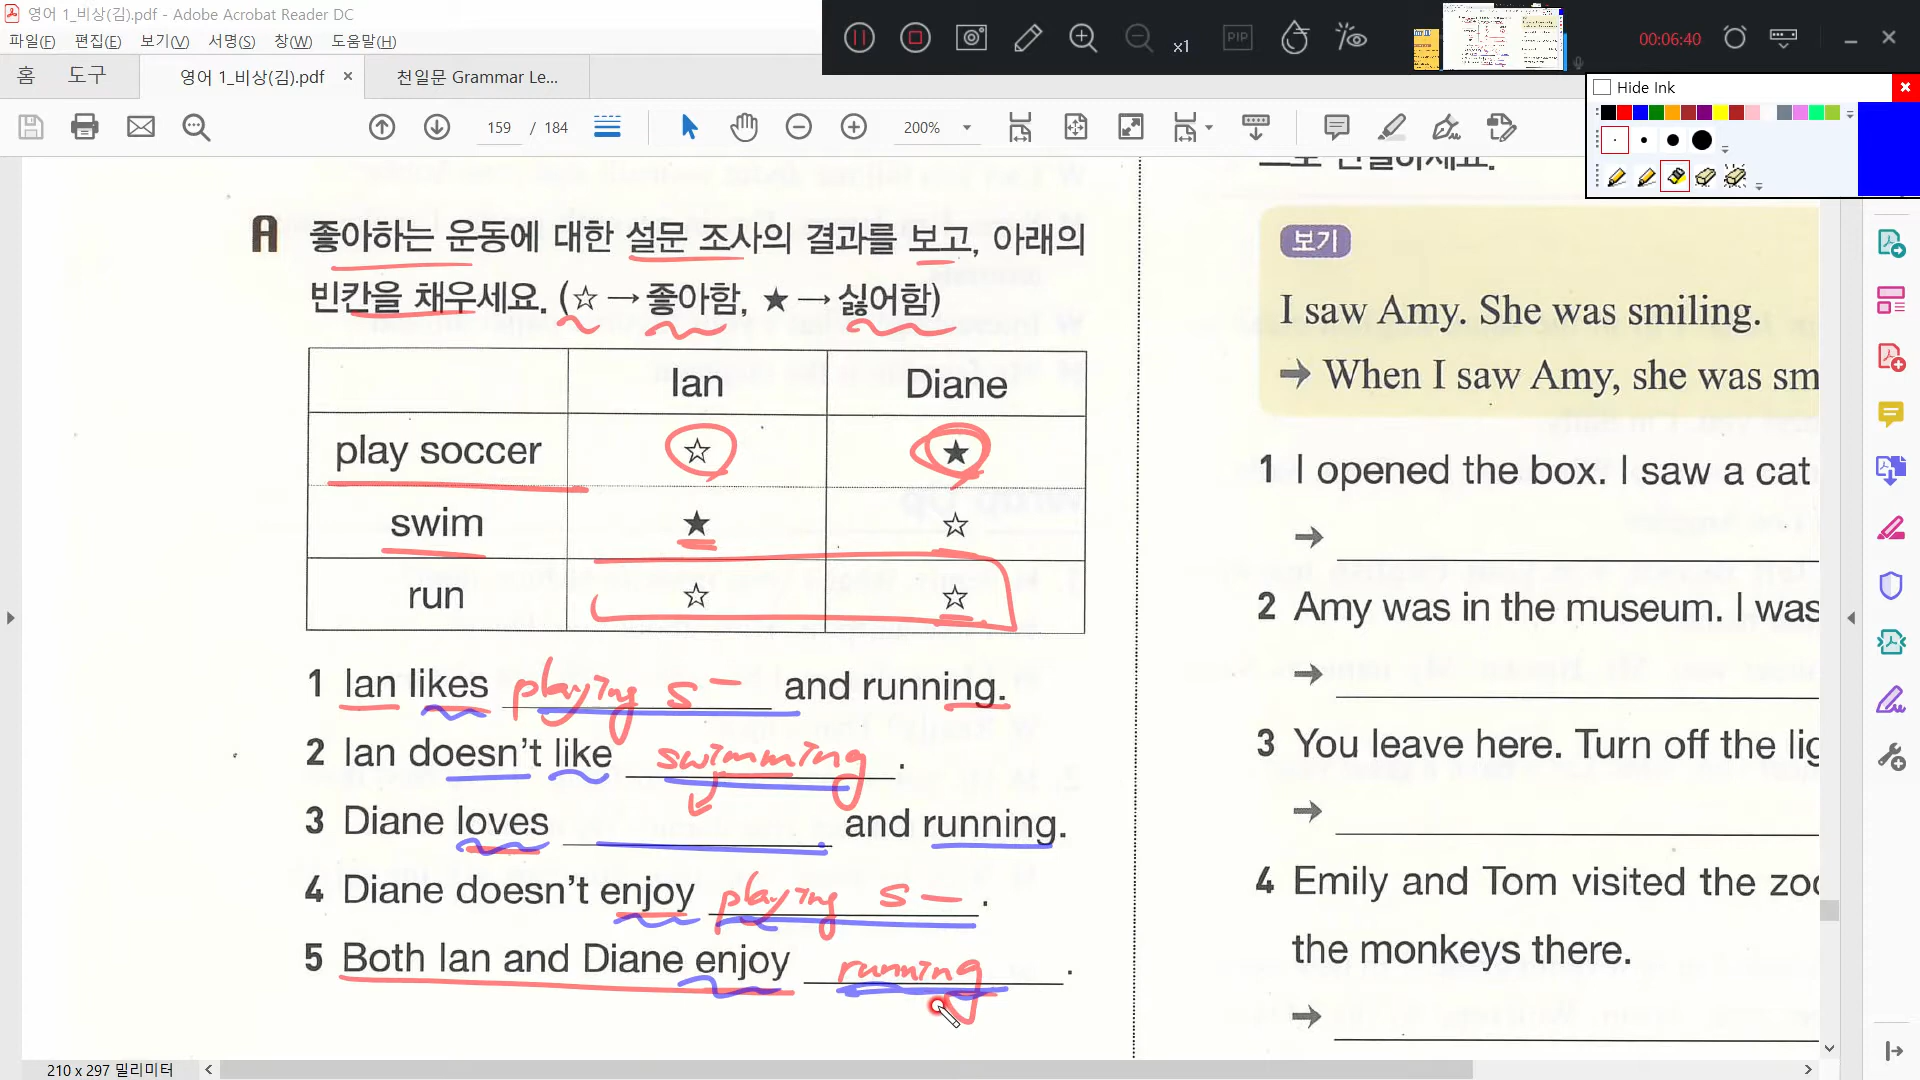 영어 1_비상(김).pdf - Adobe Acrobat Reader DC
파일(F) 편집(E) 보기(V) 서명(S) 창(W) 도움말(H)
x1 PIP 00:06:40
Hide Ink
홈 도구 영어 1_비상(김).pdf × 천일문 Grammar Le...
159 / 184 200%
A 좋아하는 운동에 대한 설문 조사의 결과를 보고, 아래의
빈칸을 채우세요. (☆ → 좋아함, ★ → 싫어함)
Ian Diane
play soccer ☆ ★
swim ★ ☆
run ☆ ☆
1 Ian likes playing s and running.
2 Ian doesn't like swimming .
3 Diane loves and running.
4 Diane doesn't enjoy playing s .
5 Both Ian and Diane enjoy running .
보기
I saw Amy. She was smiling.
→ When I saw Amy, she was sm
1 I opened the box. I saw a cat
→
2 Amy was in the museum. I was
→
3 You leave here. Turn off the lig
→
4 Emily and Tom visited the zoo
the monkeys there.
→
210 x 297 밀리미터